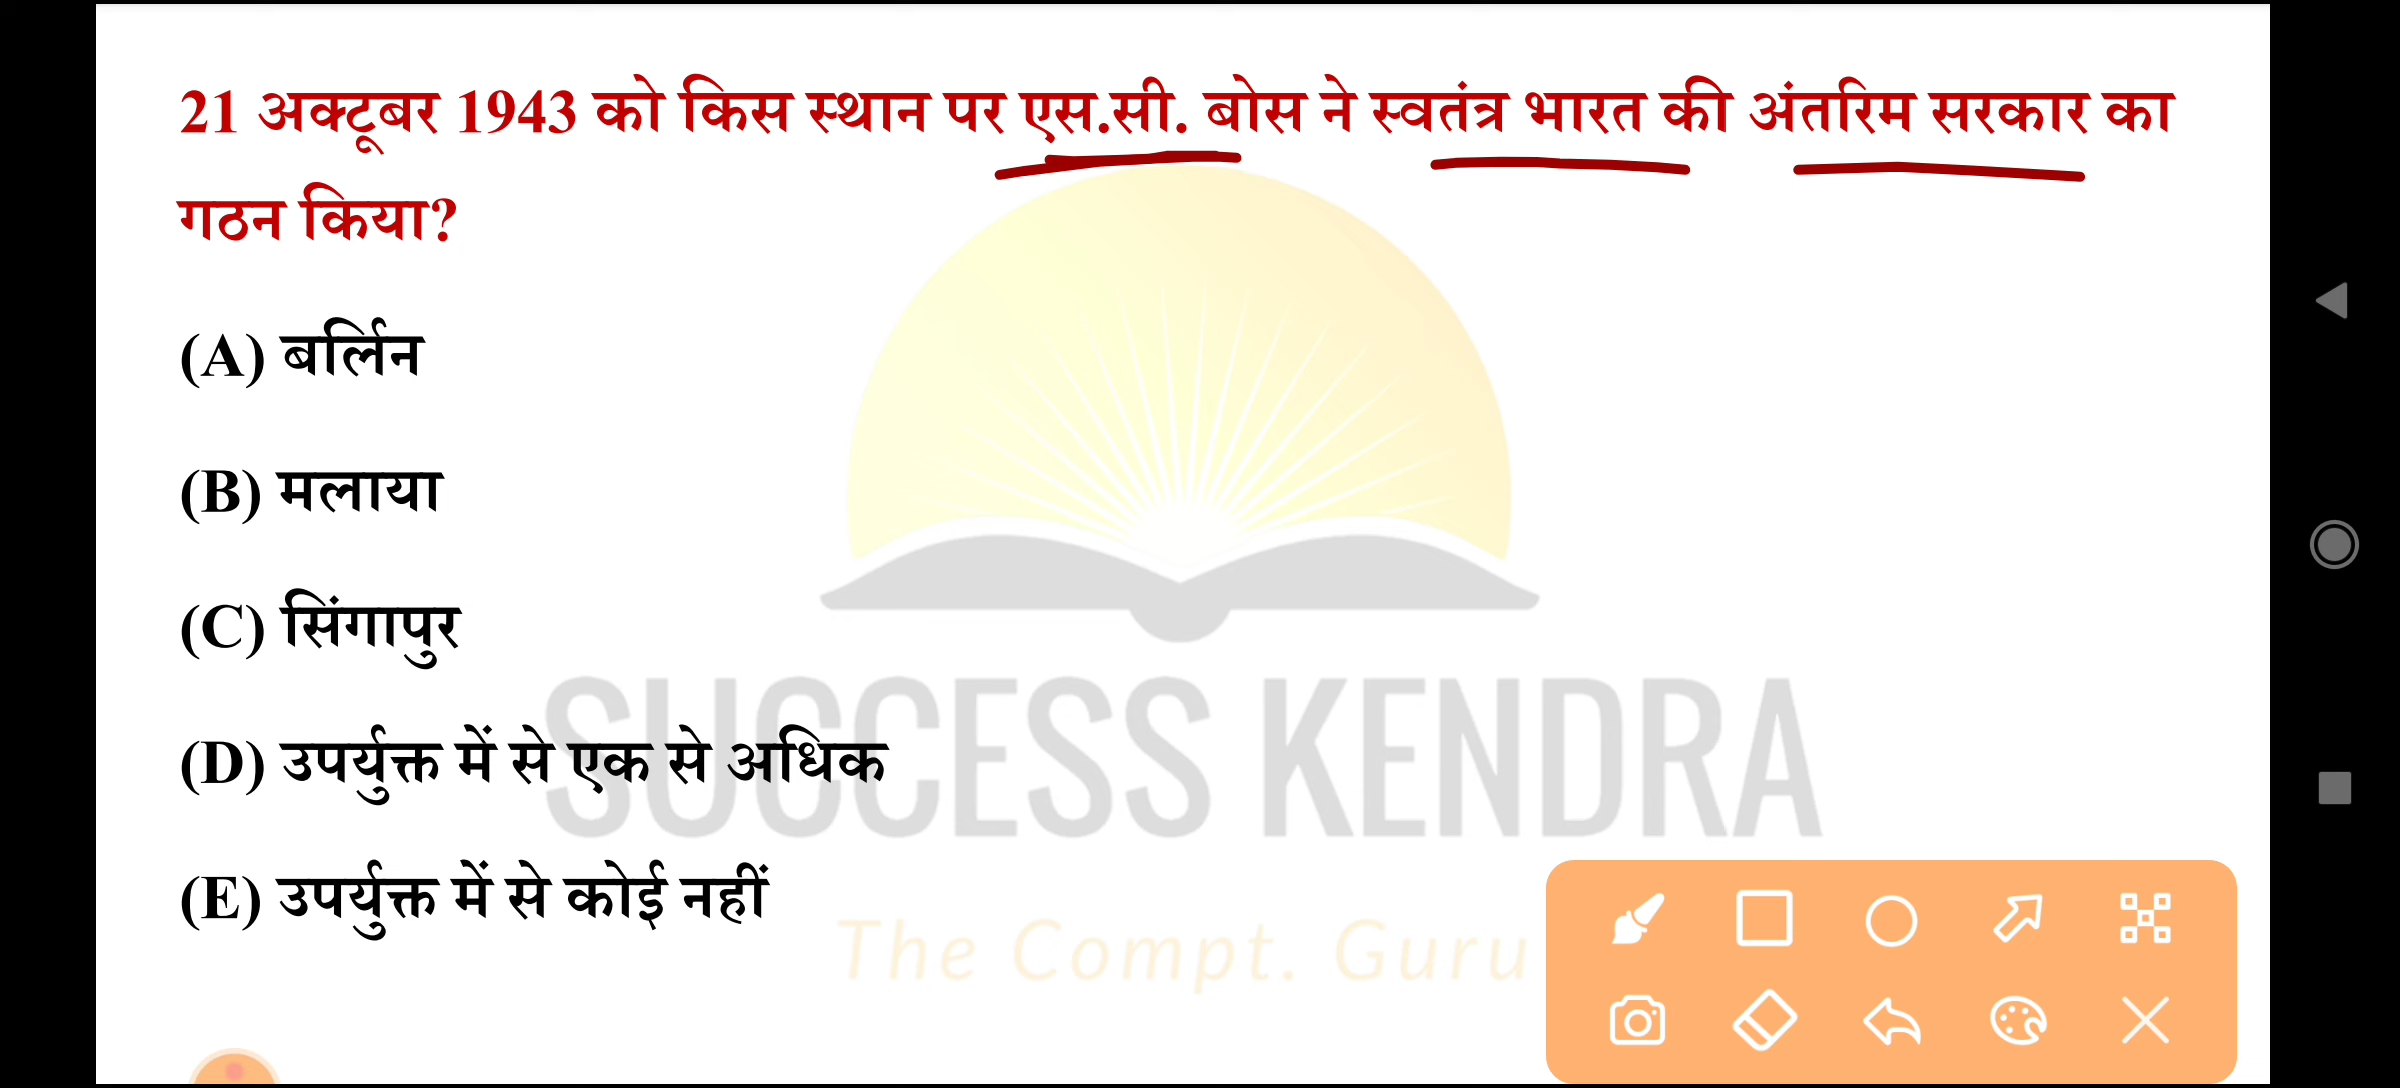 21 अक्टूबर 1943 को किस स्थान पर एस.सी. बोस ने स्वतंत्र भारत की अंतरिम सरकार का
गठन किया?
(A) बर्लिन
(B) मलाया
(C) सिंगापुर
(D) उपर्युक्त में से एक से अधिक
(E) उपर्युक्त में से कोई नहीं
SUCCESS KENDRA
The Compt. Guru